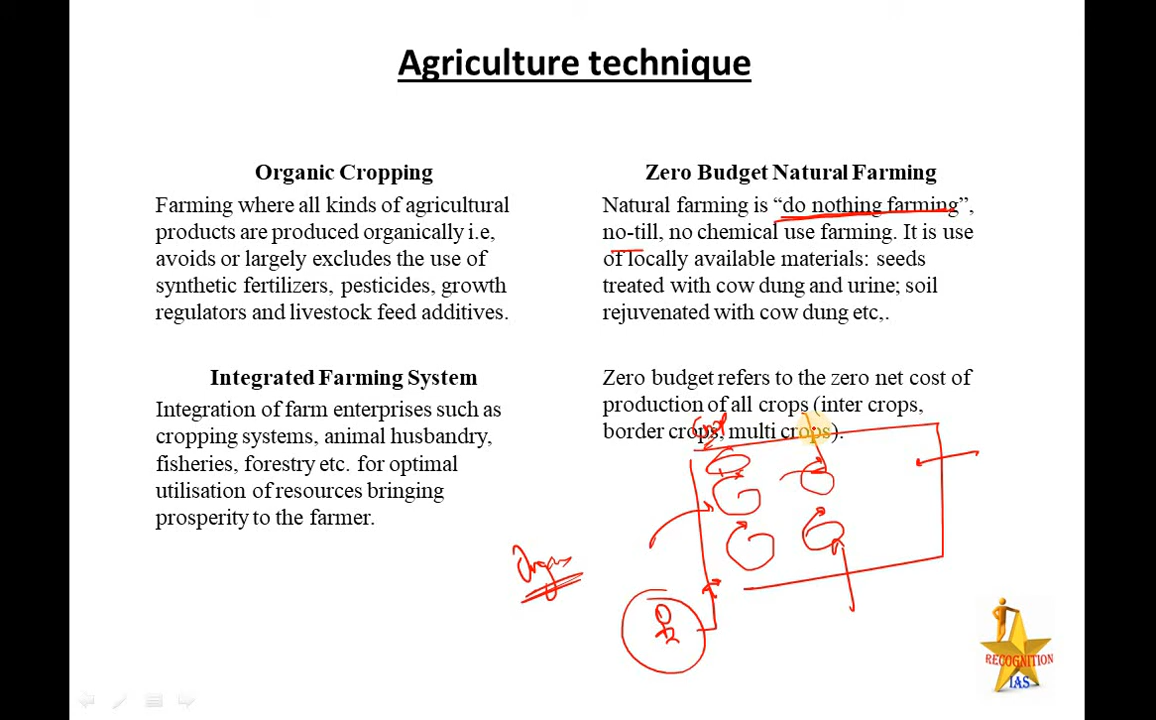 Agriculture technique
Organic Cropping
Farming where all kinds of agricultural
products are produced organically i.e,
avoids or largely excludes the use of
synthetic fertilizers, pesticides, growth
regulators and livestock feed additives.
Integrated Farming System
Integration of farm enterprises such as
cropping systems, animal husbandry,
fisheries, forestry etc. for optimal
utilisation of resources bringing
prosperity to the farmer.
Zero Budget Natural Farming
Natural farming is “do nothing farming”,
no-till, no chemical use farming. It is use
of locally available materials: seeds
treated with cow dung and urine; soil
rejuvenated with cow dung etc,.
Zero budget refers to the zero net cost of
production of all crops (inter crops,
border crops, multi crops).
RECOGNITION
IAS